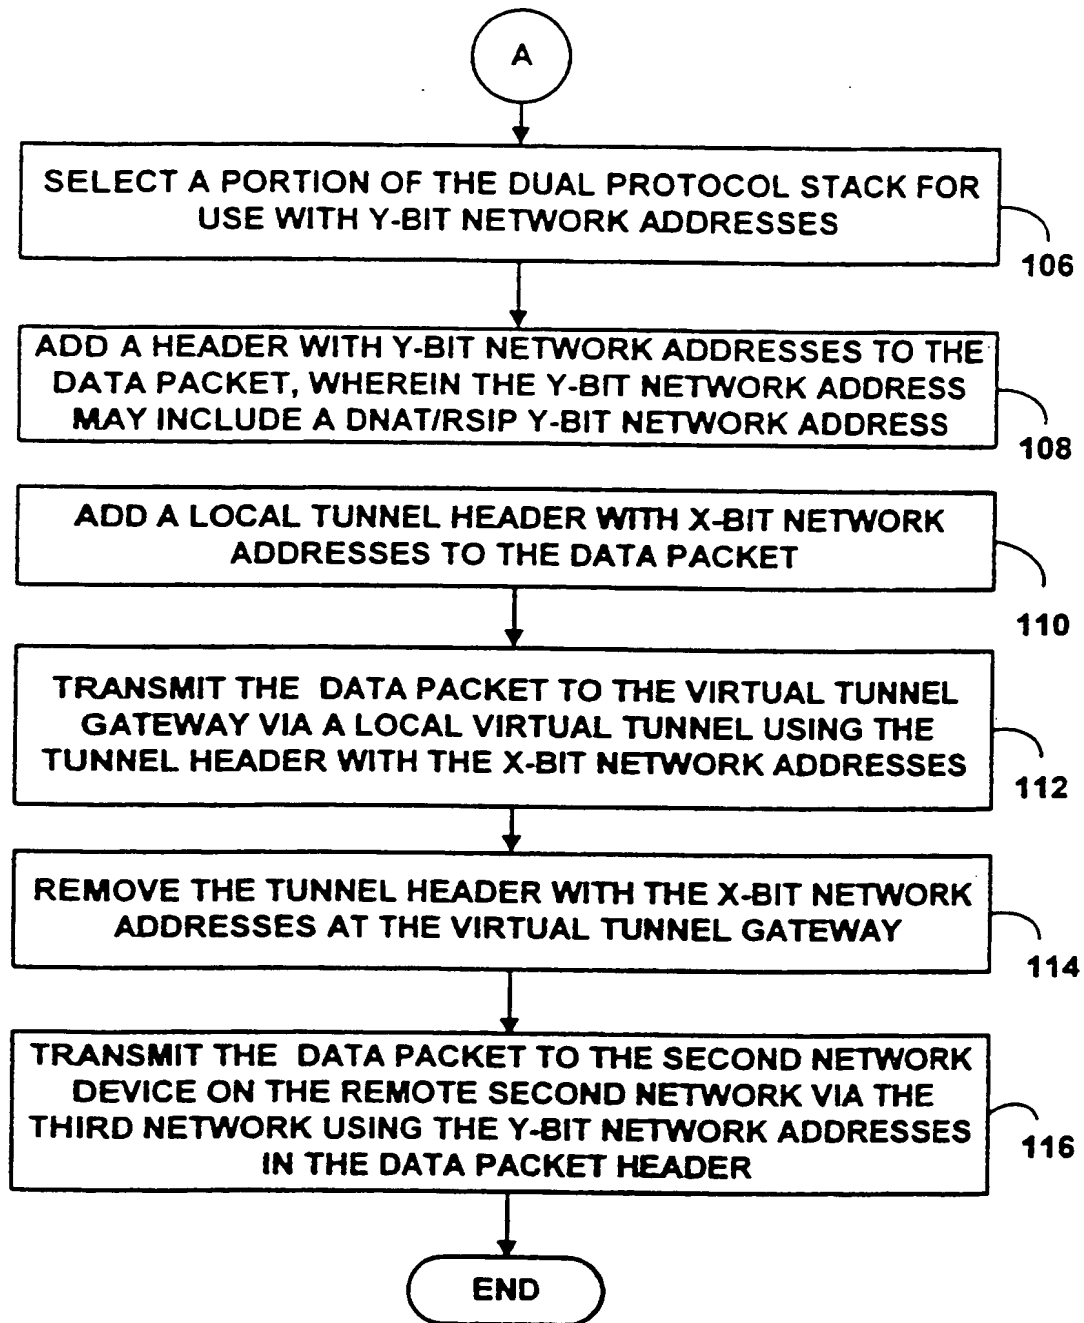 A
SELECT A PORTION OF THE DUAL PROTOCOL STACK FOR
USE WITH Y-BIT NETWORK ADDRESSES
106
ADD A HEADER WITH Y-BIT NETWORK ADDRESSES TO THE
DATA PACKET, WHEREIN THE Y-BIT NETWORK ADDRESS
MAY INCLUDE A DNAT/RSIP Y-BIT NETWORK ADDRESS
108
ADD A LOCAL TUNNEL HEADER WITH X-BIT NETWORK
ADDRESSES TO THE DATA PACKET
110
TRANSMIT THE DATA PACKET TO THE VIRTUAL TUNNEL
GATEWAY VIA A LOCAL VIRTUAL TUNNEL USING THE
TUNNEL HEADER WITH THE X-BIT NETWORK ADDRESSES
112
REMOVE THE TUNNEL HEADER WITH THE X-BIT NETWORK
ADDRESSES AT THE VIRTUAL TUNNEL GATEWAY
114
TRANSMIT THE DATA PACKET TO THE SECOND NETWORK
DEVICE ON THE REMOTE SECOND NETWORK VIA THE
THIRD NETWORK USING THE Y-BIT NETWORK ADDRESSES
IN THE DATA PACKET HEADER
116
END